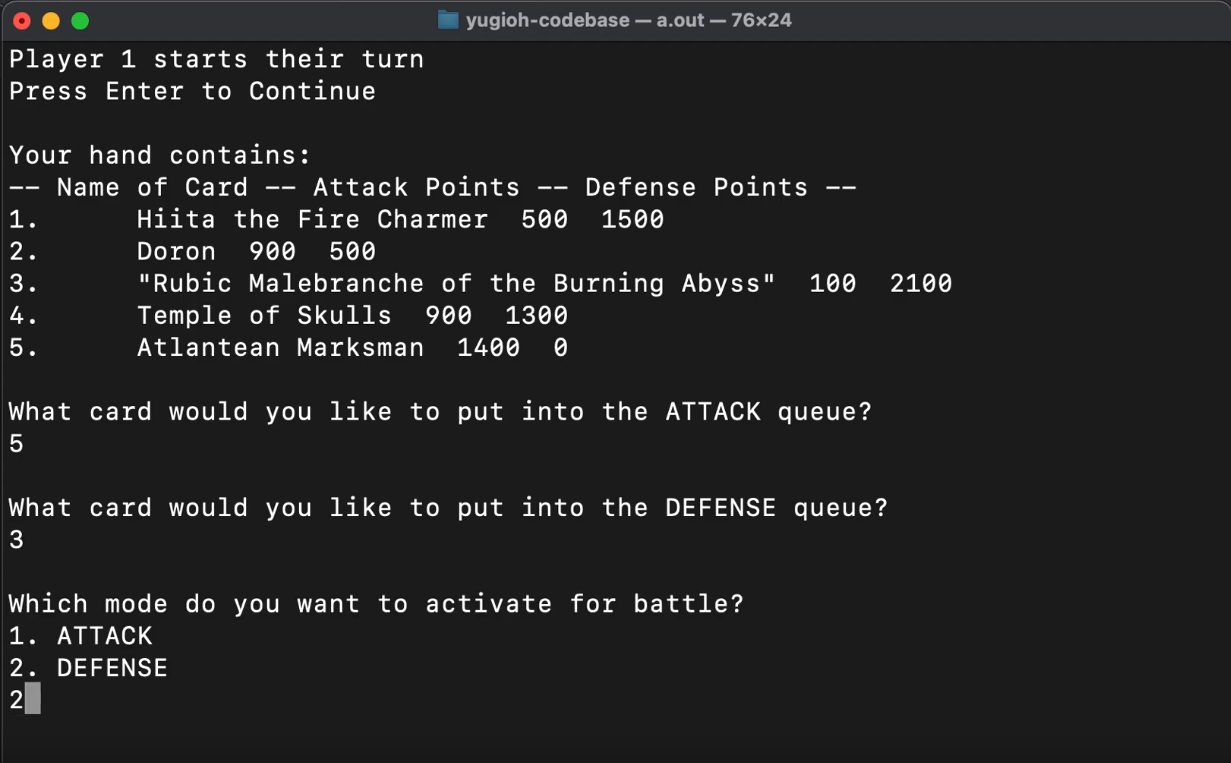 yugioh-codebase — a.out — 76×24
Player 1 starts their turn
Press Enter to Continue
Your hand contains:
-- Name of Card -- Attack Points -- Defense Points --
1. Hiita the Fire Charmer 500 1500
2. Doron 900 500
3. "Rubic Malebranche of the Burning Abyss" 100 2100
4. Temple of Skulls 900 1300
5. Atlantean Marksman 1400 0
What card would you like to put into the ATTACK queue?
5
What card would you like to put into the DEFENSE queue?
3
Which mode do you want to activate for battle?
1. ATTACK
2. DEFENSE
2